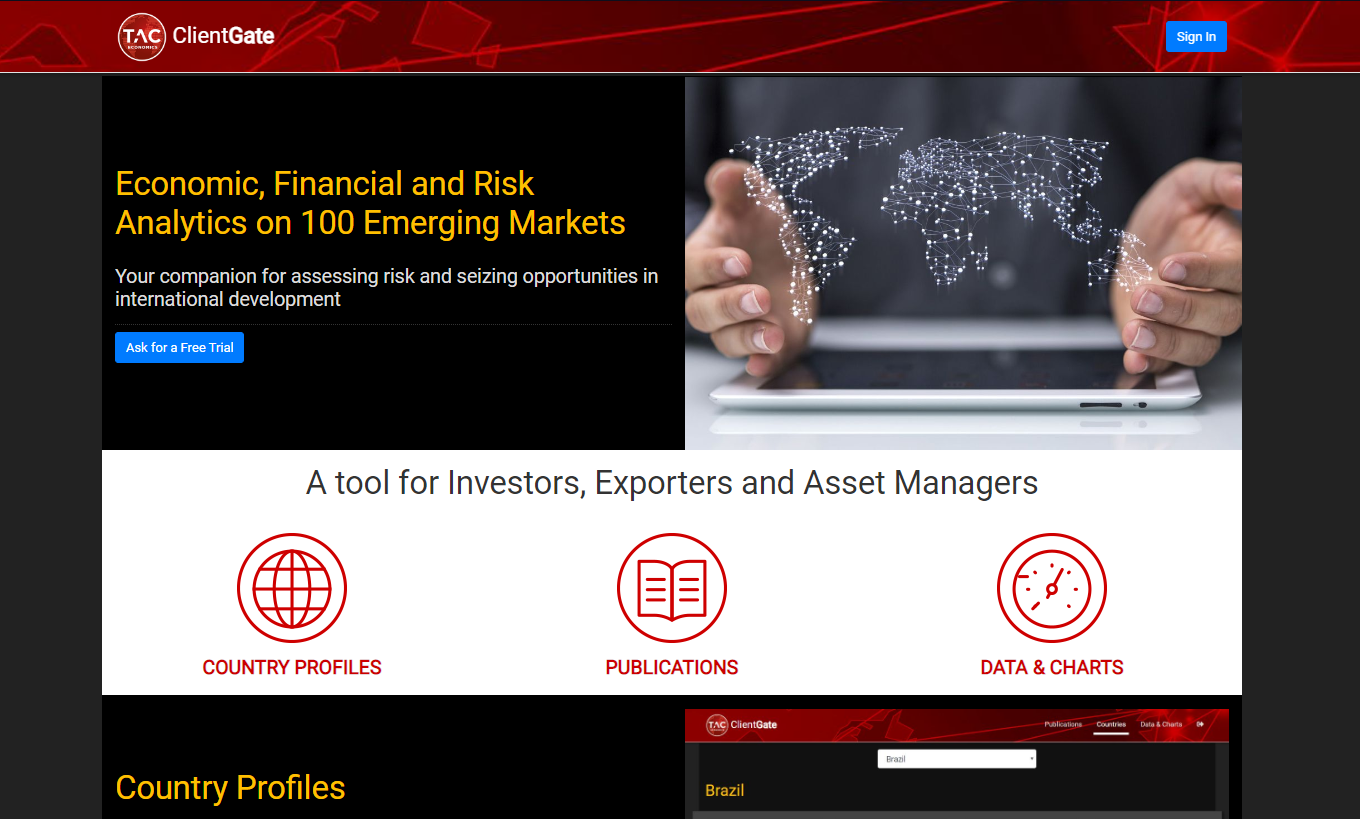 TAC
ECONOMICS
ClientGate
Sign In
Economic, Financial and Risk
Analytics on 100 Emerging Markets
Your companion for assessing risk and seizing opportunities in
international development
Ask for a Free Trial
A tool for Investors, Exporters and Asset Managers
COUNTRY PROFILES
PUBLICATIONS
DATA & CHARTS
Country Profiles
TAC
ClientGate
Publications
Countries
Data & Charts
Brazil
Brazil